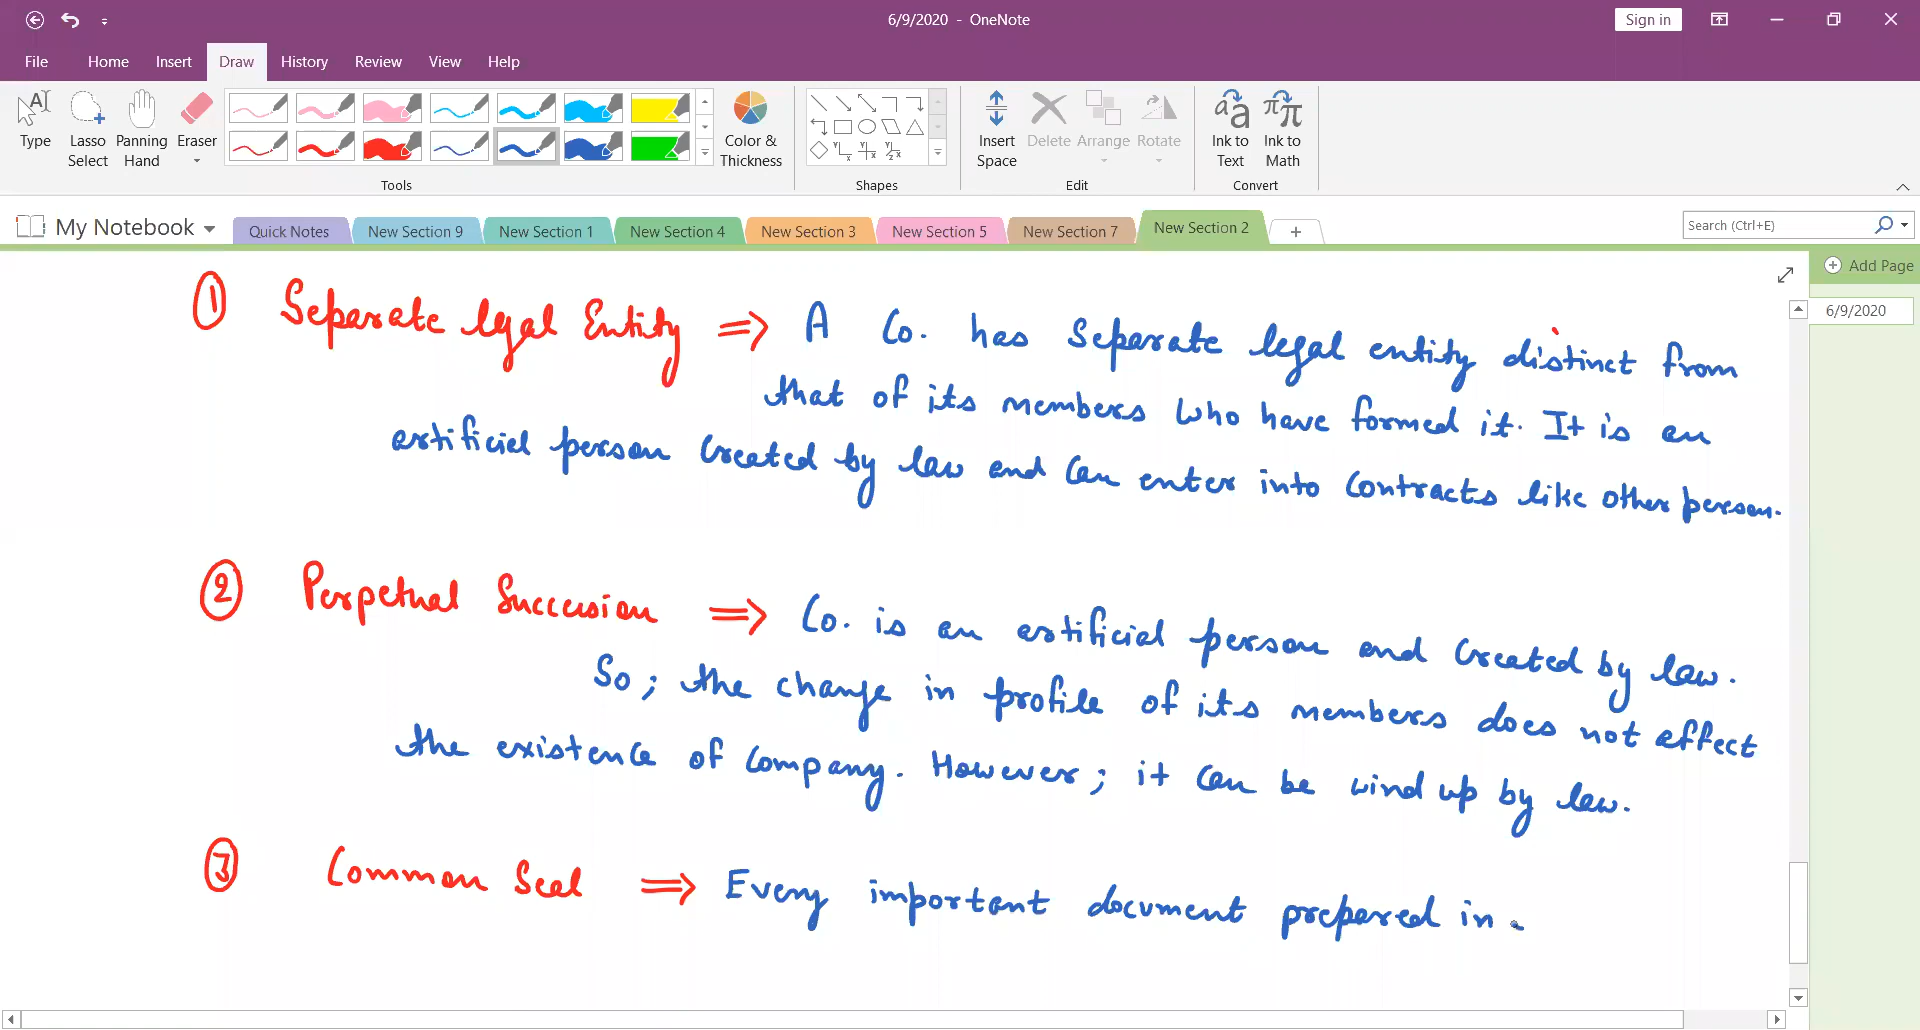 6/9/2020 - OneNote
Sign in
File Home Insert Draw History Review View Help
Type
Lasso Select
Panning Hand
Eraser
Color & Thickness
Insert Space
Delete
Arrange
Rotate
Ink to Text
Ink to Math
Tools
Shapes
Edit
Convert
My Notebook
Quick Notes
New Section 9
New Section 1
New Section 4
New Section 3
New Section 5
New Section 7
New Section 2
Search (Ctrl+E)
Add Page
6/9/2020
① Separate legal Entity ⇒ A Co. has Separate legal entity distinct from
that of its members who have formed it. It is an
artificial person created by law and can enter into contracts like other person.
② Perpetual Succession ⇒ Co. is an artificial person and created by law.
So; the change in profile of its members does not affect
the existence of company. However; it can be wind up by law.
③ Common Seal ⇒ Every important document prepared in